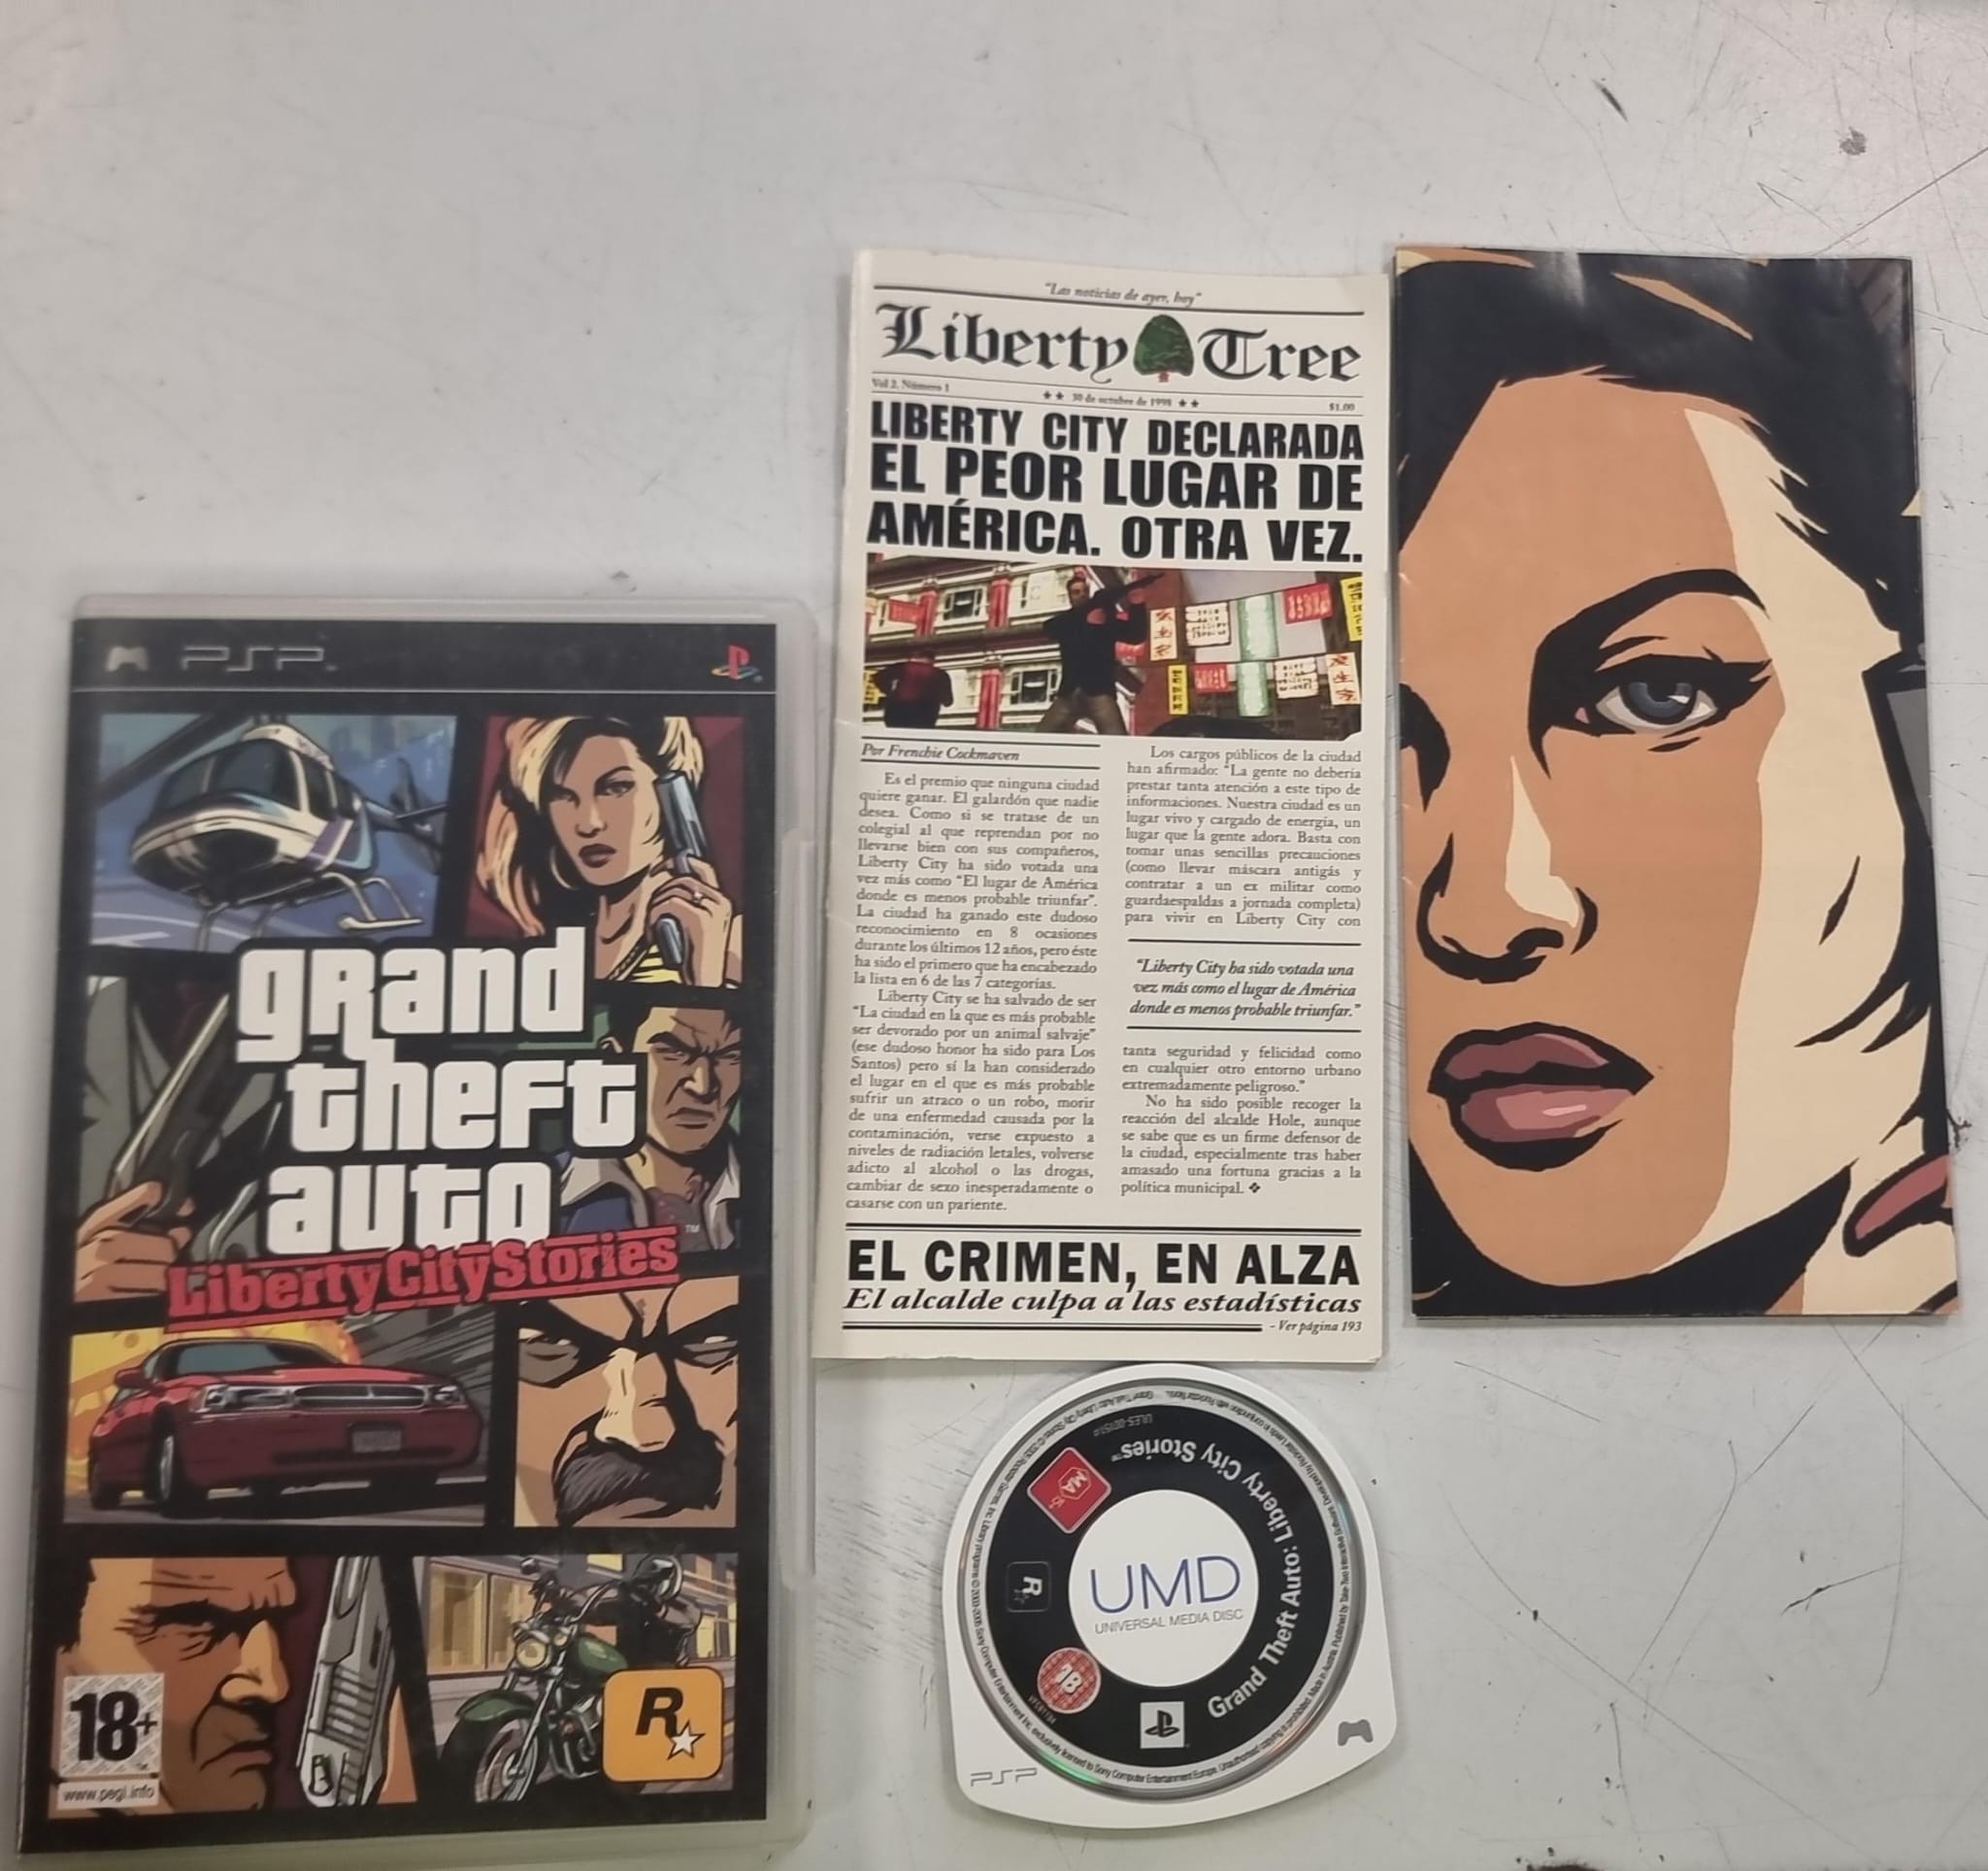 PSP
grand
theft
auto
Liberty City Stories
TM
18+
www.pegi.info
R
"Las noticias de ayer, hoy"
Liberty Tree
Vol 2. Número 1
30 de octubre de 1998
$1.00
LIBERTY CITY DECLARADA
EL PEOR LUGAR DE
AMÉRICA. OTRA VEZ.
Por Frenchie Cockmaven
Es el premio que ninguna ciudad
quiere ganar. El galardón que nadie
desea. Como si se tratase de un
colegial al que reprendan por no
llevarse bien con sus compañeros,
Liberty City ha sido votada una
vez más como "El lugar de América
donde es menos probable triunfar".
La ciudad ha ganado este dudoso
reconocimiento en 8 ocasiones
durante los últimos 12 años, pero éste
ha sido el primero que ha encabezado
la lista en 6 de las 7 categorías.
Liberty City se ha salvado de ser
"La ciudad en la que es más probable
ser devorado por un animal salvaje"
(ese dudoso honor ha sido para Los
Santos) pero sí la han considerado
el lugar en el que es más probable
sufrir un atraco o un robo, morir
de una enfermedad causada por la
contaminación, verse expuesto a
niveles de radiación letales, volverse
adicto al alcohol o las drogas,
cambiar de sexo inesperadamente o
casarse con un pariente.
Los cargos públicos de la ciudad
han afirmado: "La gente no debería
prestar tanta atención a este tipo de
informaciones. Nuestra ciudad es un
lugar vivo y cargado de energía, un
lugar que la gente adora. Basta con
tomar unas sencillas precauciones
(como llevar máscara antigás y
contratar a un ex militar como
guardaespaldas a jornada completa)
para vivir en Liberty City con
"Liberty City ha sido votada una
vez más como el lugar de América
donde es menos probable triunfar."
tanta seguridad y felicidad como
en cualquier otro entorno urbano
extremadamente peligroso."
No ha sido posible recoger la
reacción del alcalde Hole, aunque
se sabe que es un firme defensor de
la ciudad, especialmente tras haber
amasado una fortuna gracias a la
política municipal.
EL CRIMEN, EN ALZA
El alcalde culpa a las estadísticas
- Ver página 193
Grand Theft Auto: Liberty City Stories™
MA
15+
R
18
UMD
UNIVERSAL MEDIA DISC
PSP